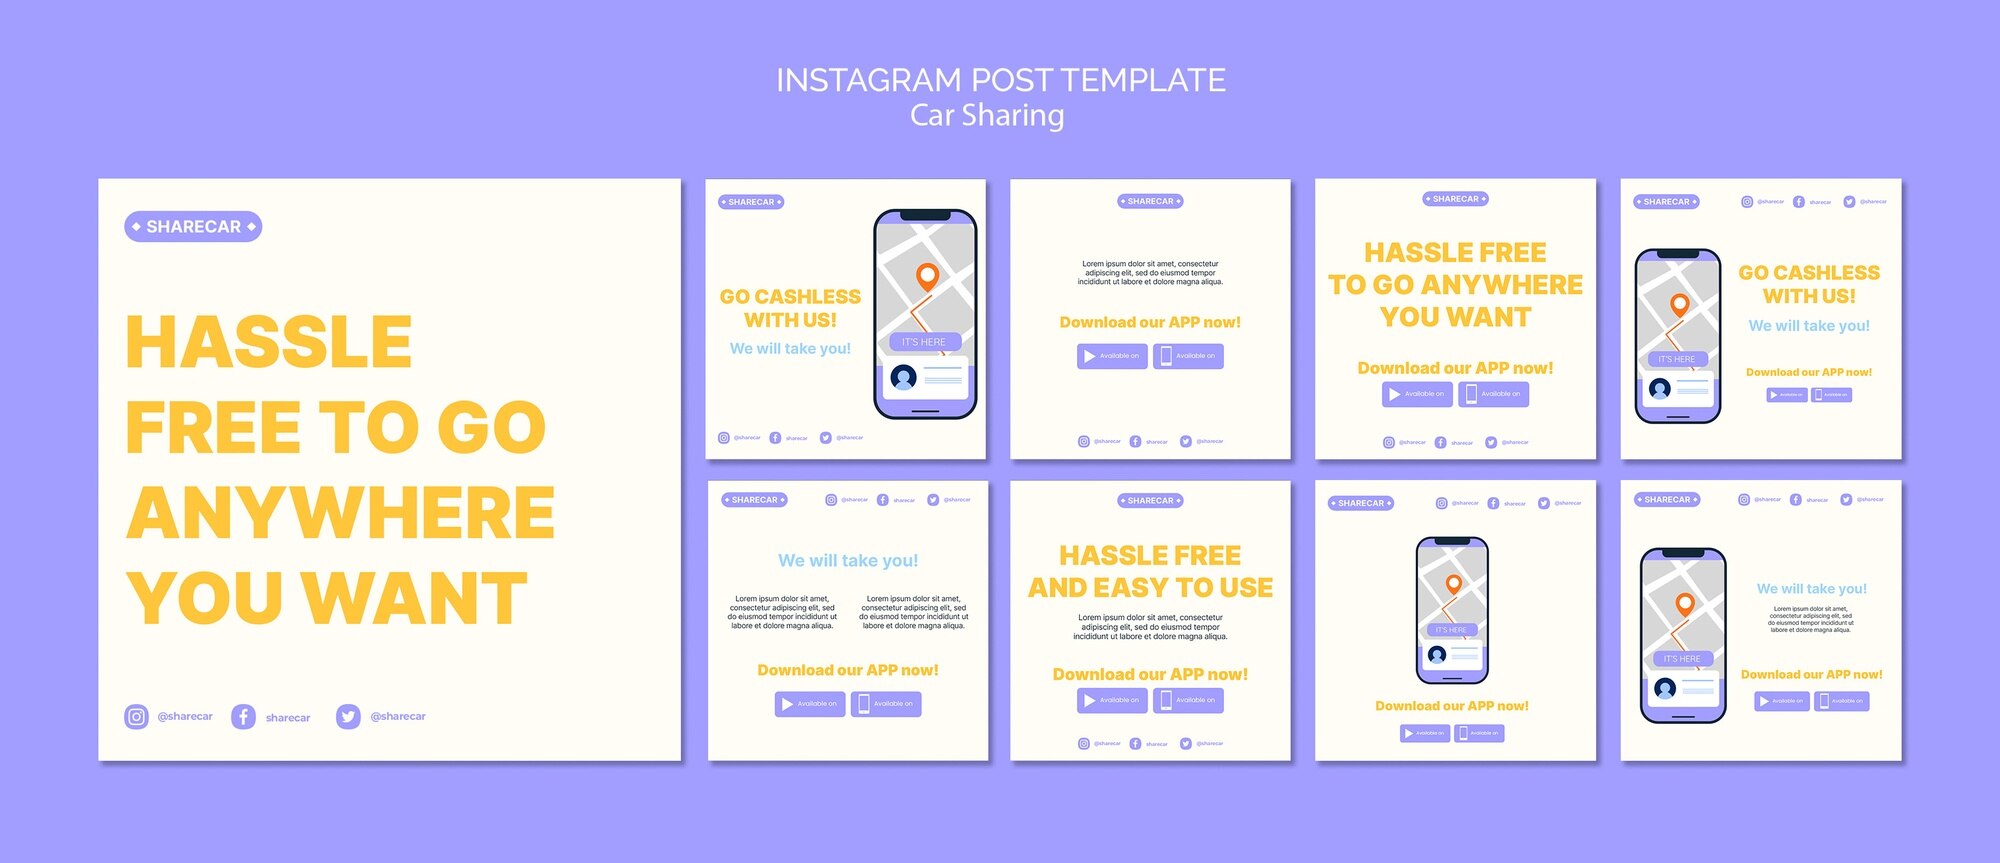 INSTAGRAM POST TEMPLATE
Car Sharing
SHARECAR
HASSLE
FREE TO GO
ANYWHERE
YOU WANT
@sharecar sharecar @sharecar
SHARECAR
GO CASHLESS
WITH US!
We will take you!
IT'S HERE
@sharecar sharecar @sharecar
SHARECAR
Lorem ipsum dolor sit amet, consectetur
adipiscing elit, sed do eiusmod tempor
incididunt ut labore et dolore magna aliqua.
Download our APP now!
Available on Available on
@sharecar sharecar @sharecar
SHARECAR
HASSLE FREE
TO GO ANYWHERE
YOU WANT
Download our APP now!
Available on Available on
@sharecar sharecar @sharecar
SHARECAR @sharecar sharecar @sharecar
GO CASHLESS
WITH US!
We will take you!
IT'S HERE
Download our APP now!
Available on Available on
SHARECAR @sharecar sharecar @sharecar
We will take you!
Lorem ipsum dolor sit amet,
consectetur adipiscing elit, sed
do eiusmod tempor incididunt ut
labore et dolore magna aliqua.
Lorem ipsum dolor sit amet,
consectetur adipiscing elit, sed
do eiusmod tempor incididunt ut
labore et dolore magna aliqua.
Download our APP now!
Available on Available on
SHARECAR
HASSLE FREE
AND EASY TO USE
Lorem ipsum dolor sit amet, consectetur
adipiscing elit, sed do eiusmod tempor
incididunt ut labore et dolore magna aliqua.
Download our APP now!
Available on Available on
@sharecar sharecar @sharecar
SHARECAR @sharecar sharecar @sharecar
IT'S HERE
Download our APP now!
Available on Available on
SHARECAR @sharecar sharecar @sharecar
We will take you!
Lorem ipsum dolor sit amet,
consectetur adipiscing elit, sed
do eiusmod tempor incididunt ut
labore et dolore magna aliqua.
IT'S HERE
Download our APP now!
Available on Available on